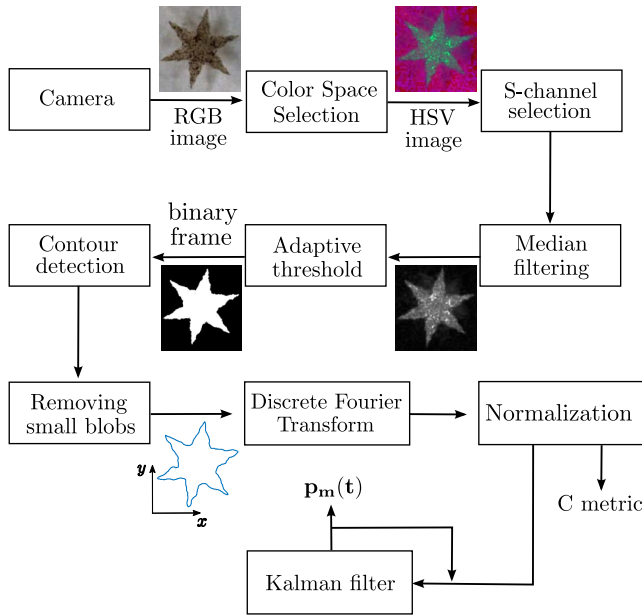 Camera
RGB
image
Color Space
Selection
HSV
image
S-channel
selection
Contour
detection
binary
frame
Adaptive
threshold
Median
filtering
Removing
small blobs
y
x
Discrete Fourier
Transform
Normalization
C metric
p_m(t)
Kalman filter